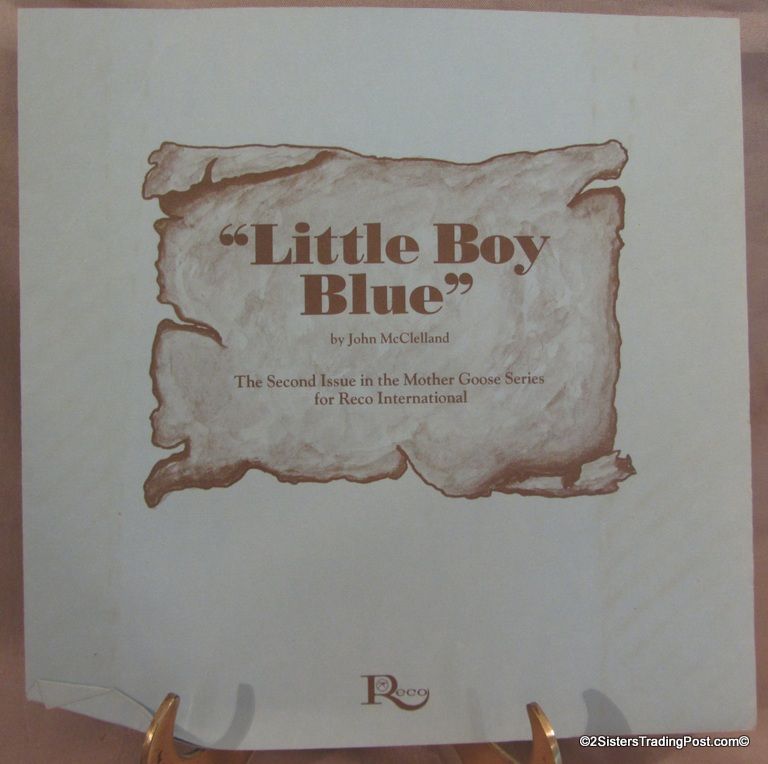 “Little Boy
Blue”
by John McClelland
The Second Issue in the Mother Goose Series
for Reco International
Reco
©2SistersTradingPost.com©